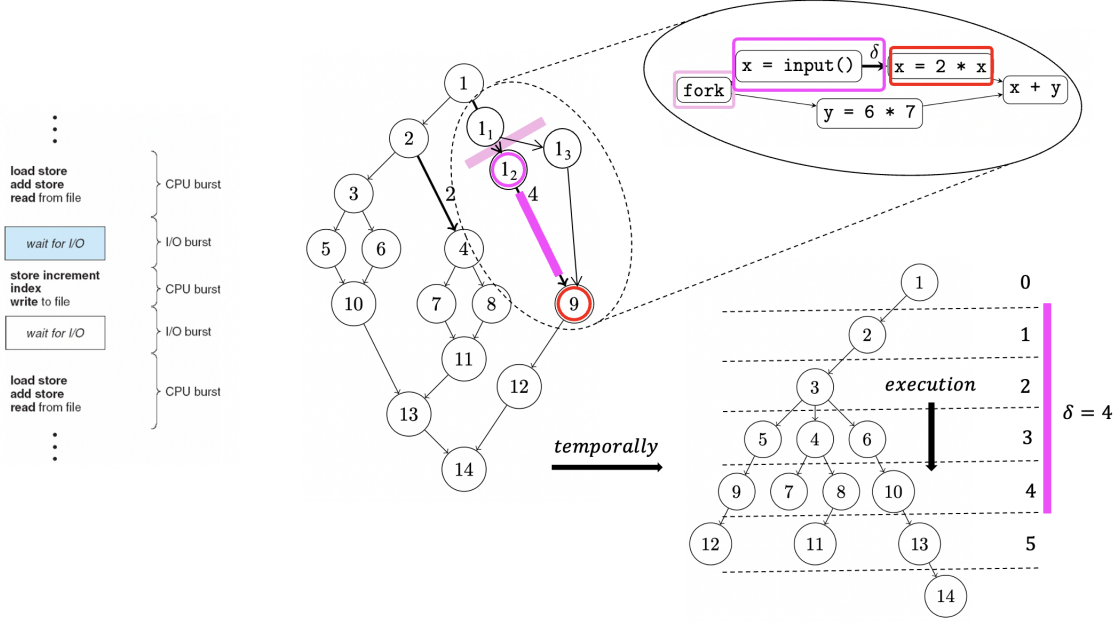 load store
add store
read from file
CPU burst
wait for I/O
I/O burst
store increment
index
write to file
CPU burst
wait for I/O
I/O burst
load store
add store
read from file
CPU burst
1
2
1₁
1₂
1₃
3
2
4
5
6
4
10
7
8
9
11
12
13
14
fork
x = input()
δ
x = 2 * x
y = 6 * 7
x + y
temporally
1
0
2
1
3
2
execution
5
4
6
3
δ = 4
9
7
8
10
4
12
11
13
5
14